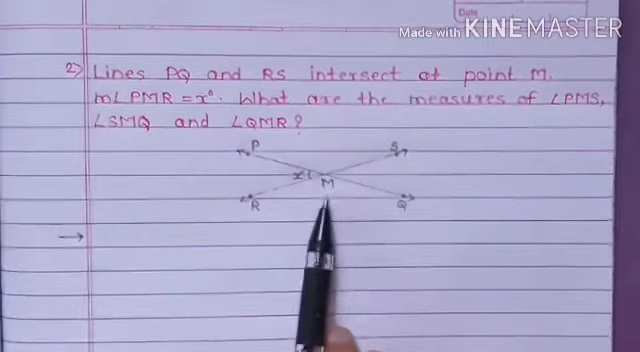 Date
Made with KINEMASTER
2) Lines PQ and RS intersect at point M.
m∠PMR = x°. What are the measures of ∠PMS,
∠SMQ and ∠QMR?
P S
x°
M
R Q